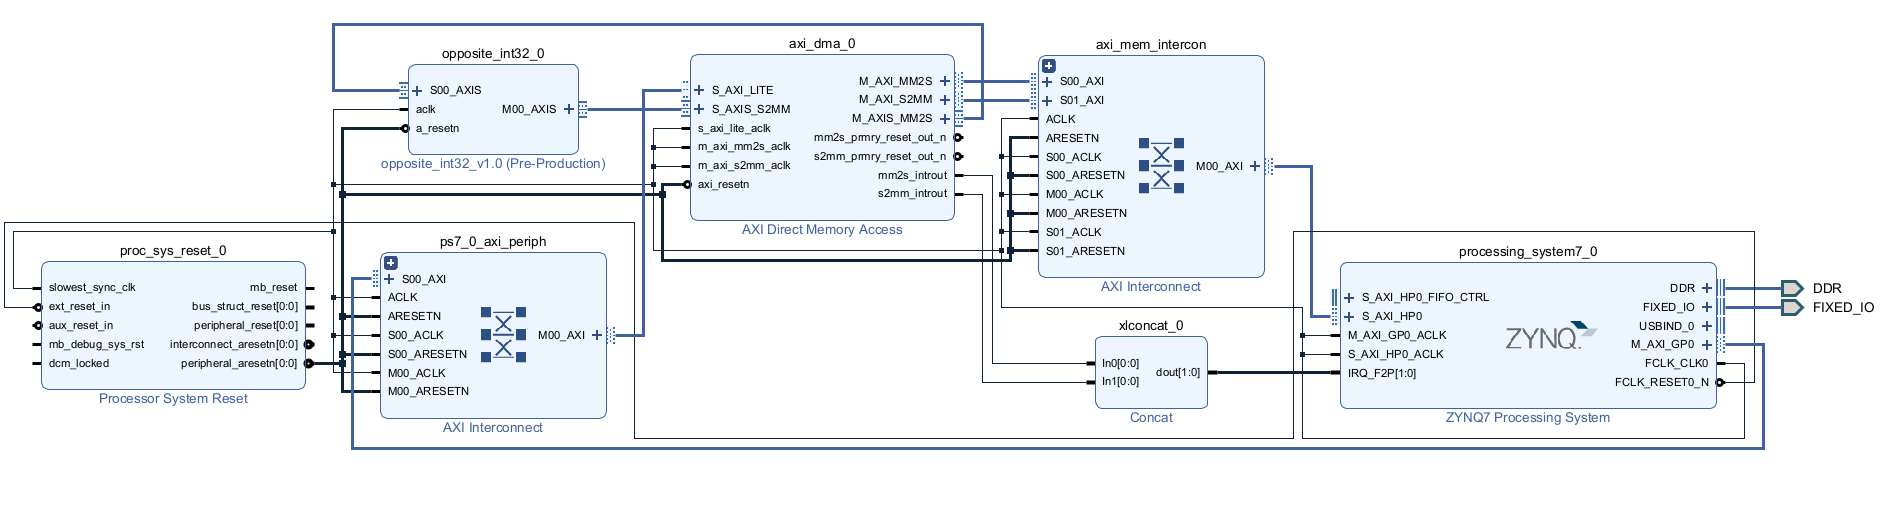 opposite_int32_0
S00_AXIS
aclk
a_resetn
M00_AXIS
opposite_int32_v1.0 (Pre-Production)
axi_dma_0
S_AXI_LITE
S_AXIS_S2MM
s_axi_lite_aclk
m_axi_mm2s_aclk
m_axi_s2mm_aclk
axi_resetn
M_AXI_MM2S
M_AXI_S2MM
M_AXIS_MM2S
mm2s_prmry_reset_out_n
s2mm_prmry_reset_out_n
mm2s_introut
s2mm_introut
AXI Direct Memory Access
axi_mem_intercon
S00_AXI
S01_AXI
ACLK
ARESETN
S00_ACLK
S00_ARESETN
M00_ACLK
M00_ARESETN
S01_ACLK
S01_ARESETN
M00_AXI
AXI Interconnect
proc_sys_reset_0
slowest_sync_clk
ext_reset_in
aux_reset_in
mb_debug_sys_rst
dcm_locked
mb_reset
bus_struct_reset[0:0]
peripheral_reset[0:0]
interconnect_aresetn[0:0]
peripheral_aresetn[0:0]
Processor System Reset
ps7_0_axi_periph
S00_AXI
ACLK
ARESETN
S00_ACLK
S00_ARESETN
M00_ACLK
M00_ARESETN
M00_AXI
AXI Interconnect
xlconcat_0
In0[0:0]
In1[0:0]
dout[1:0]
Concat
processing_system7_0
S_AXI_HP0_FIFO_CTRL
S_AXI_HP0
M_AXI_GP0_ACLK
S_AXI_HP0_ACLK
IRQ_F2P[1:0]
ZYNQ
DDR
FIXED_IO
USBIND_0
M_AXI_GP0
FCLK_CLK0
FCLK_RESET0_N
ZYNQ7 Processing System
DDR
FIXED_IO